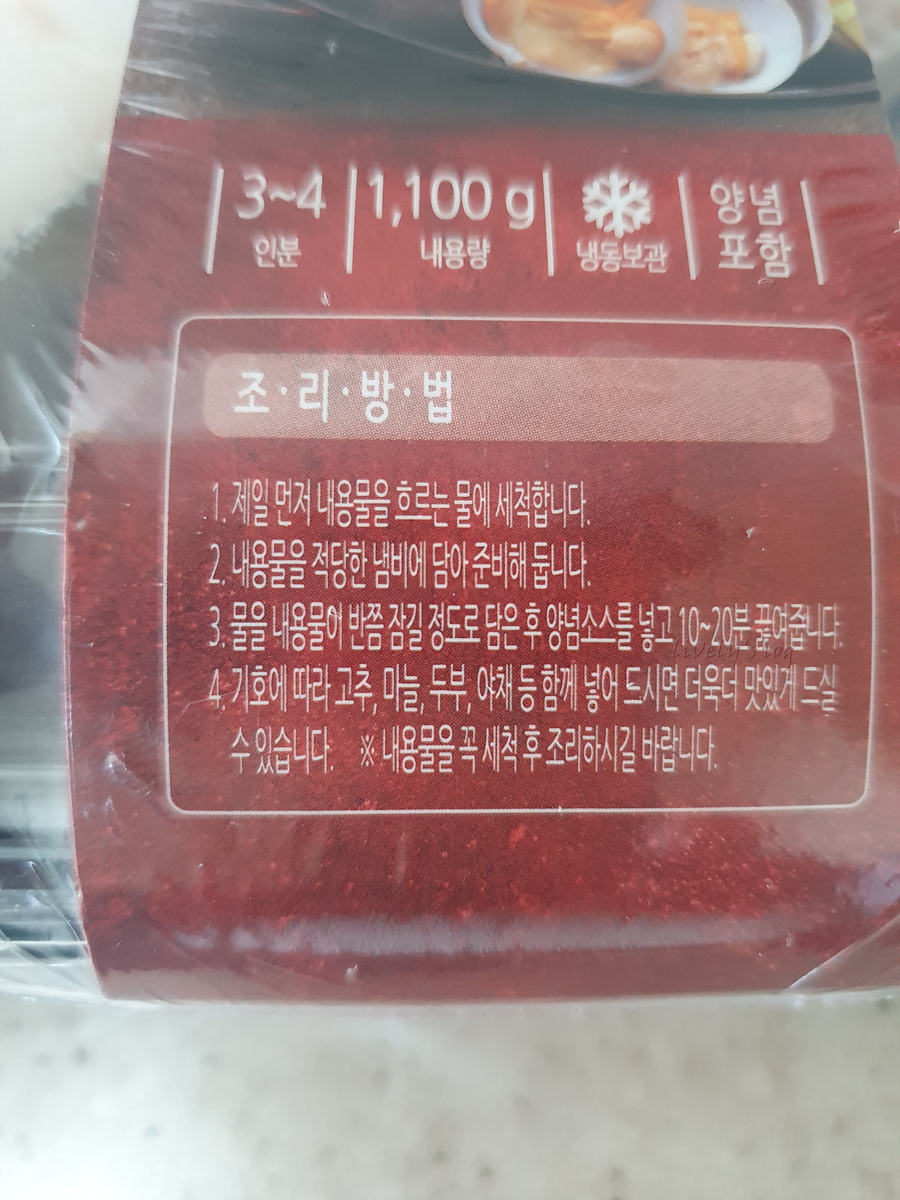 3~4
인분
1,100 g
내용량
냉동보관
양념
포함
조·리·방·법
1. 제일 먼저 내용물을 흐르는 물에 세척합니다.
2. 내용물을 적당한 냄비에 담아 준비해 둡니다.
3. 물을 내용물이 반쯤 잠길 정도로 담은 후 양념소스를 넣고 10~20분 끓여줍니다.
Lively's Log
4. 기호에 따라 고추, 마늘, 두부, 야채 등 함께 넣어 드시면 더욱더 맛있게 드실
수 있습니다. ※ 내용물을 꼭 세척 후 조리하시길 바랍니다.